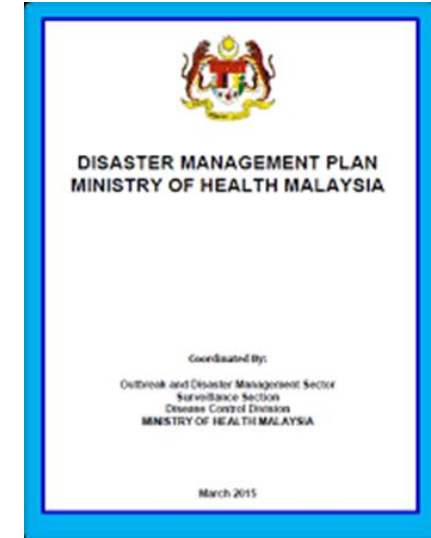 DISASTER MANAGEMENT PLAN
MINISTRY OF HEALTH MALAYSIA
Coordinated By:
Outbreak and Disaster Management Sector
Surveillance Section
Disease Control Division
MINISTRY OF HEALTH MALAYSIA
March 2015